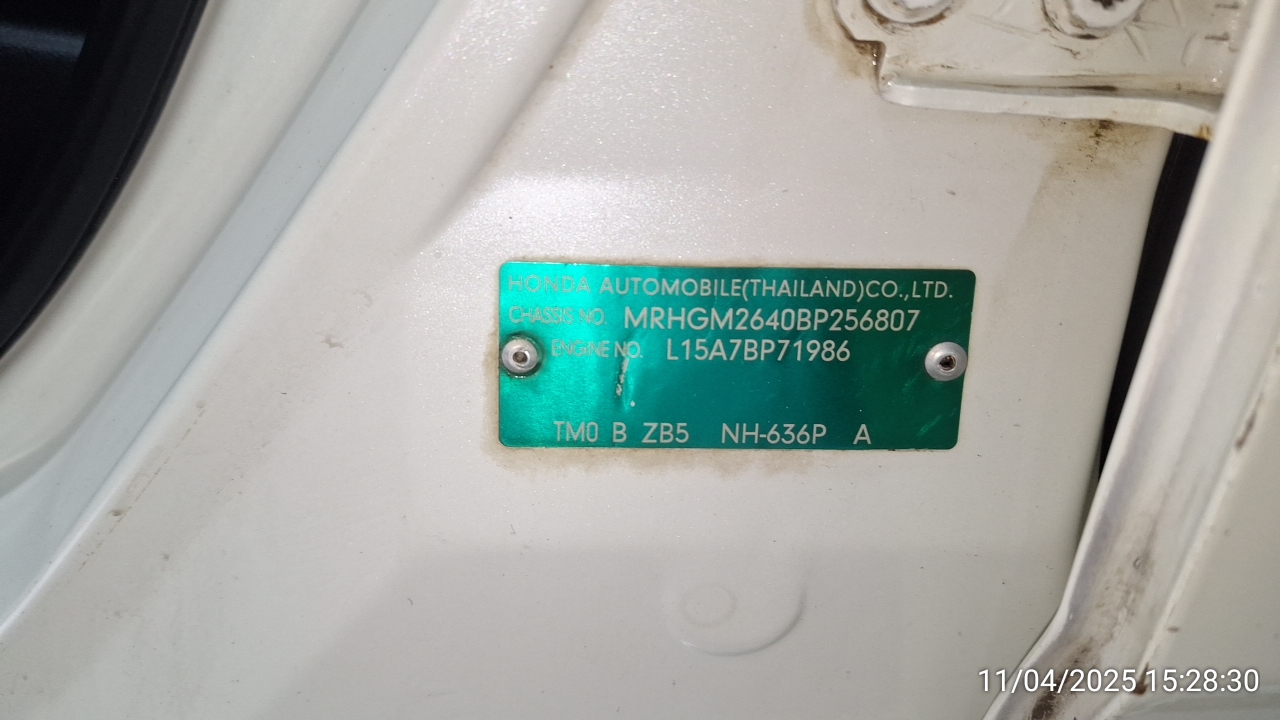 HONDA AUTOMOBILE(THAILAND)CO.,LTD.
CHASSIS NO. MRHGM2640BP256807
ENGINE NO. L15A7BP71986
TM0 B ZB5 NH-636P A
11/04/2025 15:28:30